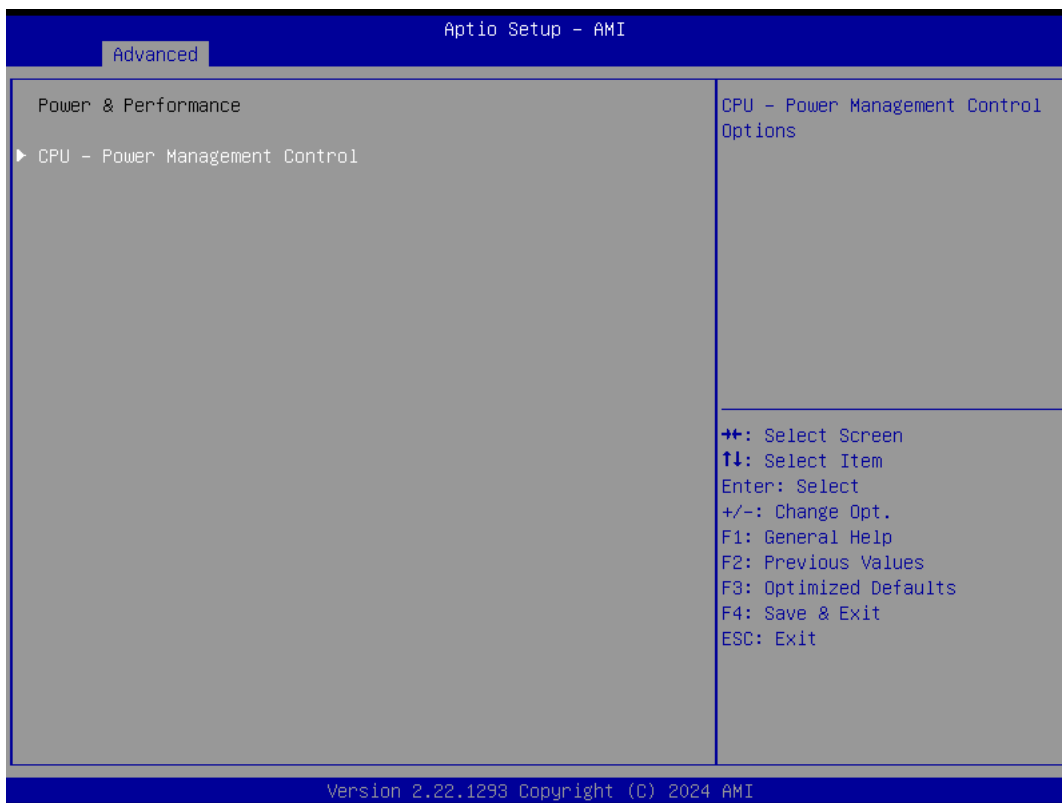 Aptio Setup – AMI
Advanced
Power & Performance
▶ CPU – Power Management Control
CPU – Power Management Control
Options
→←: Select Screen
↑↓: Select Item
Enter: Select
+/-: Change Opt.
F1: General Help
F2: Previous Values
F3: Optimized Defaults
F4: Save & Exit
ESC: Exit
Version 2.22.1293 Copyright (C) 2024 AMI